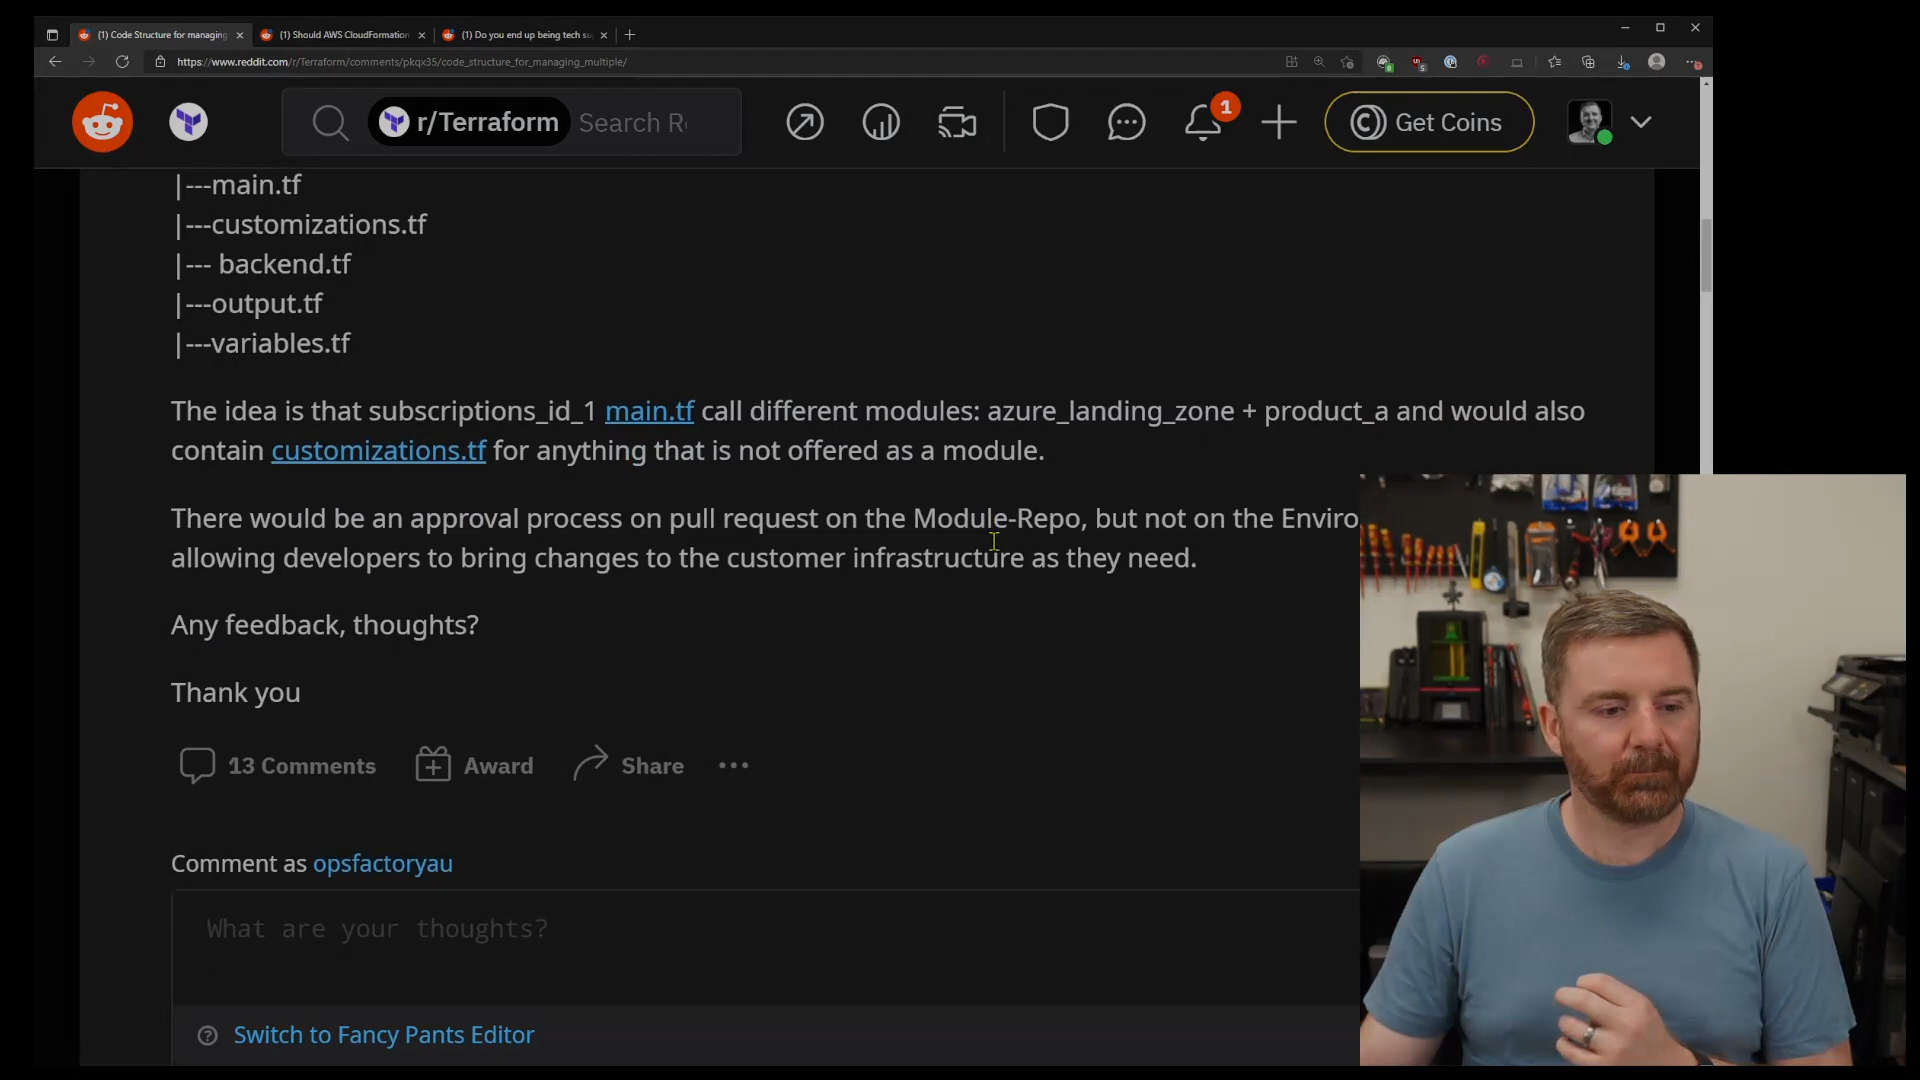 (1) Code Structure for managing
(1) Should AWS CloudFormation
(1) Do you end up being tech su
https://www.reddit.com/r/Terraform/comments/pkqx35/code_structure_for_managing_multiple/
r/Terraform
Search Re
1
Get Coins
|---main.tf
|---customizations.tf
|--- backend.tf
|---output.tf
|---variables.tf
The idea is that subscriptions_id_1 main.tf call different modules: azure_landing_zone + product_a and would also
contain customizations.tf for anything that is not offered as a module.
There would be an approval process on pull request on the Module-Repo, but not on the Enviro
allowing developers to bring changes to the customer infrastructure as they need.
Any feedback, thoughts?
Thank you
13 Comments
Award
Share
Comment as opsfactoryau
What are your thoughts?
Switch to Fancy Pants Editor